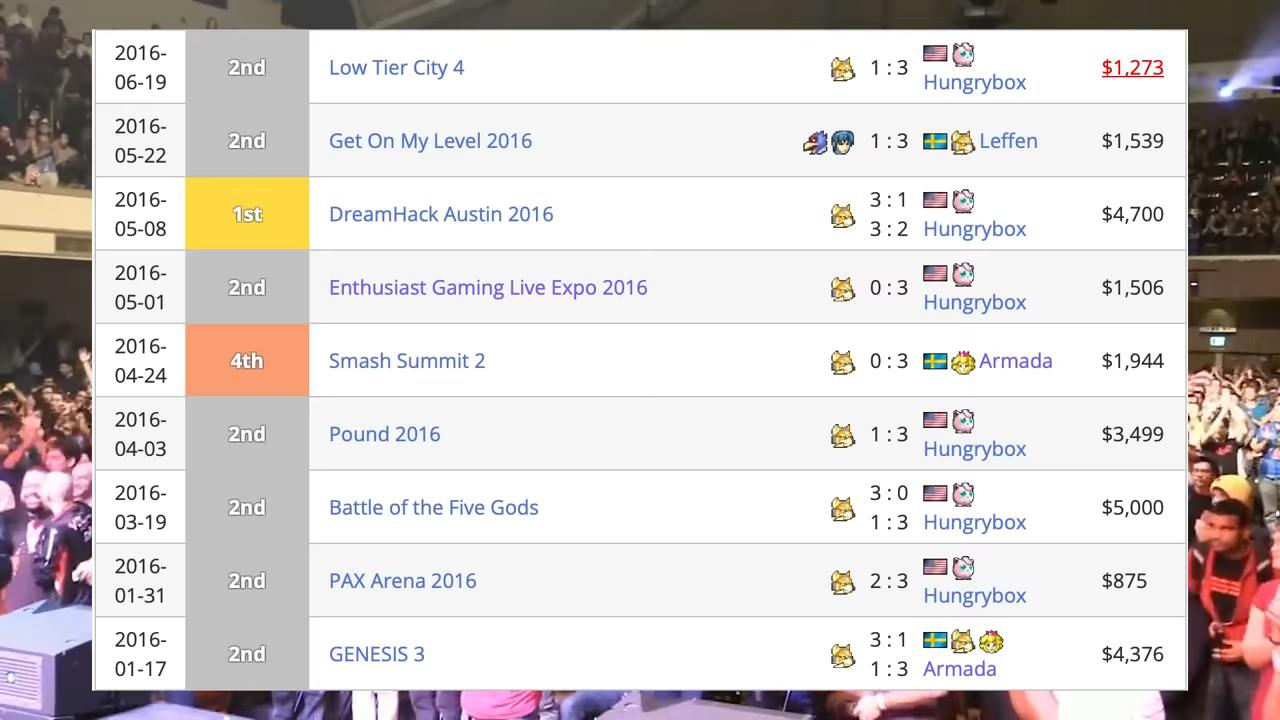 2016-
06-19
2nd
Low Tier City 4
1 : 3
Hungrybox
$1,273
2016-
05-22
2nd
Get On My Level 2016
1 : 3
Leffen
$1,539
2016-
05-08
1st
DreamHack Austin 2016
3 : 1
3 : 2
Hungrybox
$4,700
2016-
05-01
2nd
Enthusiast Gaming Live Expo 2016
0 : 3
Hungrybox
$1,506
2016-
04-24
4th
Smash Summit 2
0 : 3
Armada
$1,944
2016-
04-03
2nd
Pound 2016
1 : 3
Hungrybox
$3,499
2016-
03-19
2nd
Battle of the Five Gods
3 : 0
1 : 3
Hungrybox
$5,000
2016-
01-31
2nd
PAX Arena 2016
2 : 3
Hungrybox
$875
2016-
01-17
2nd
GENESIS 3
3 : 1
1 : 3
Armada
$4,376